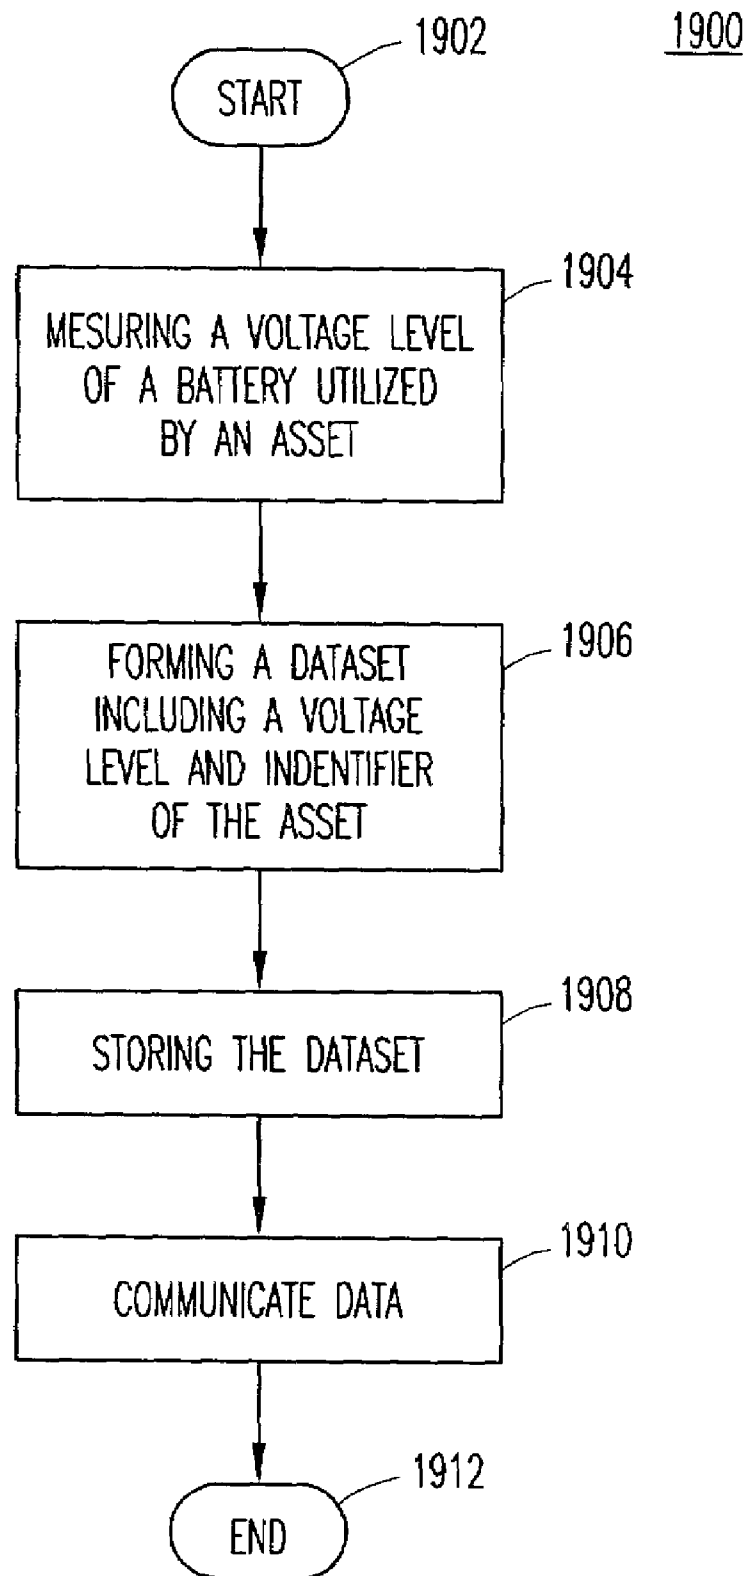 1900
1902
START
1904
MESURING A VOLTAGE LEVEL
OF A BATTERY UTILIZED
BY AN ASSET
1906
FORMING A DATASET
INCLUDING A VOLTAGE
LEVEL AND INDENTIFIER
OF THE ASSET
1908
STORING THE DATASET
1910
COMMUNICATE DATA
1912
END